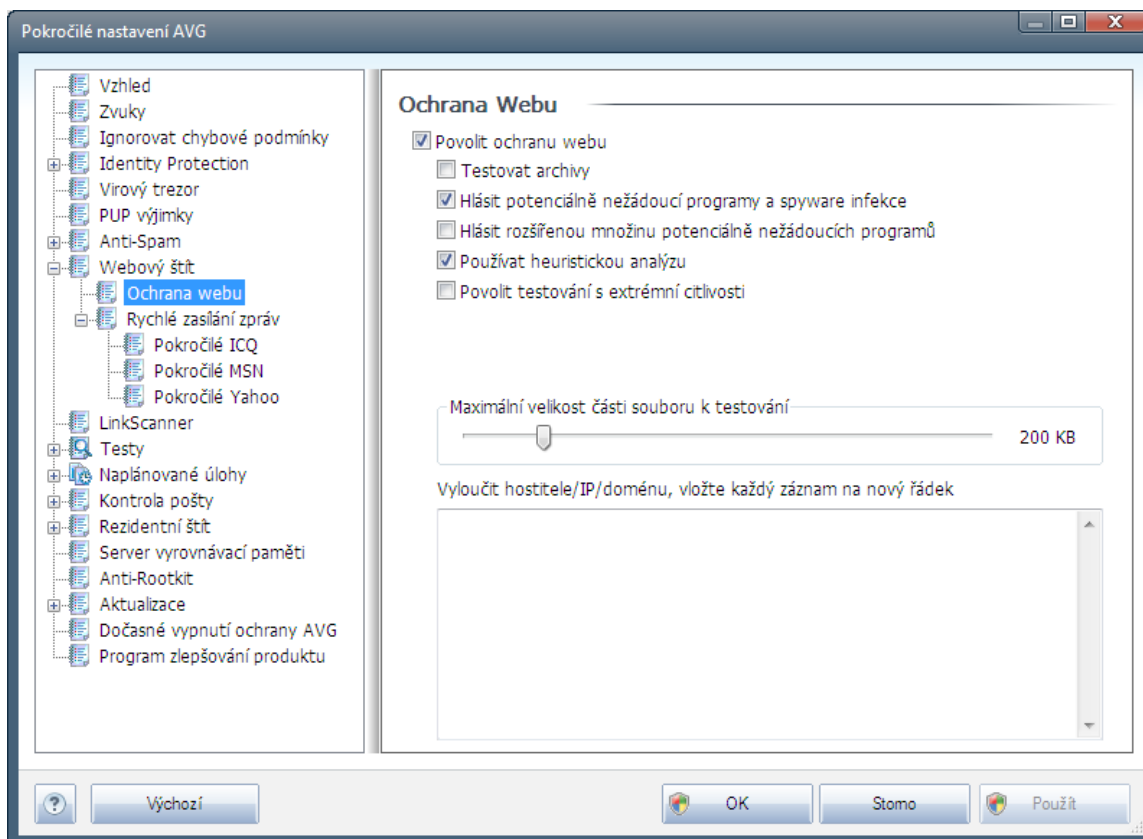 Pokročilé nastavení AVG
Vzhled
Zvuky
Ignorovat chybové podmínky
Identity Protection
Virový trezor
PUP výjimky
Anti-Spam
Webový štít
Ochrana webu
Rychlé zasílání zpráv
Pokročilé ICQ
Pokročilé MSN
Pokročilé Yahoo
LinkScanner
Testy
Naplánované úlohy
Kontrola pošty
Rezidentní štít
Server vyrovnávací paměti
Anti-Rootkit
Aktualizace
Dočasné vypnutí ochrany AVG
Program zlepšování produktu
Ochrana Webu
Povolit ochranu webu
Testovat archivy
Hlásit potenciálně nežádoucí programy a spyware infekce
Hlásit rozšířenou množinu potenciálně nežádoucích programů
Používat heuristickou analýzu
Povolit testování s extrémní citlivosti
Maximální velikost části souboru k testování
200 KB
Vyloučit hostitele/IP/doménu, vložte každý záznam na nový řádek
?
Výchozí
OK
Stomo
Použít